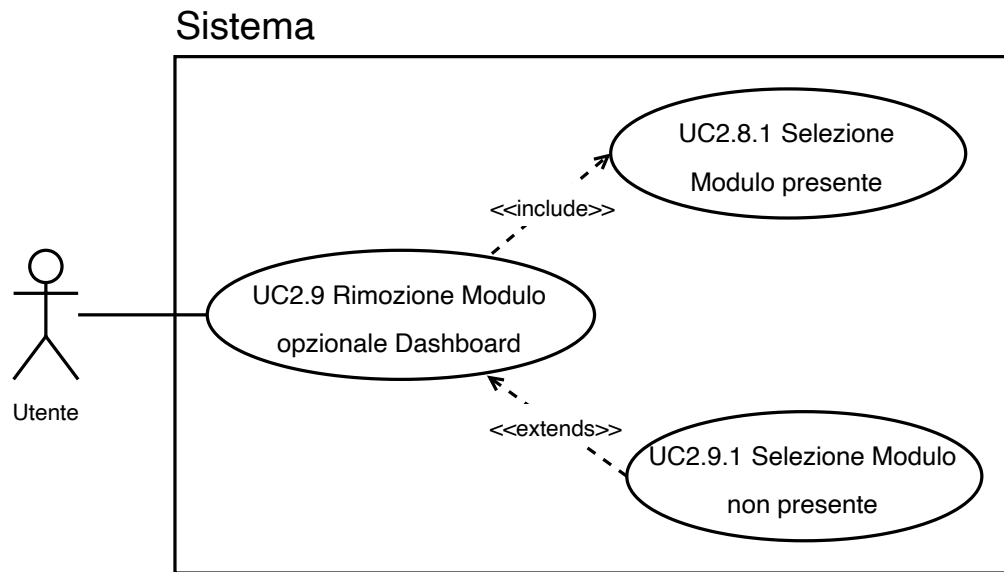 Sistema
UC2.8.1 Selezione
Modulo presente
<<include>>
UC2.9 Rimozione Modulo
opzionale Dashboard
Utente
<<extends>>
UC2.9.1 Selezione Modulo
non presente